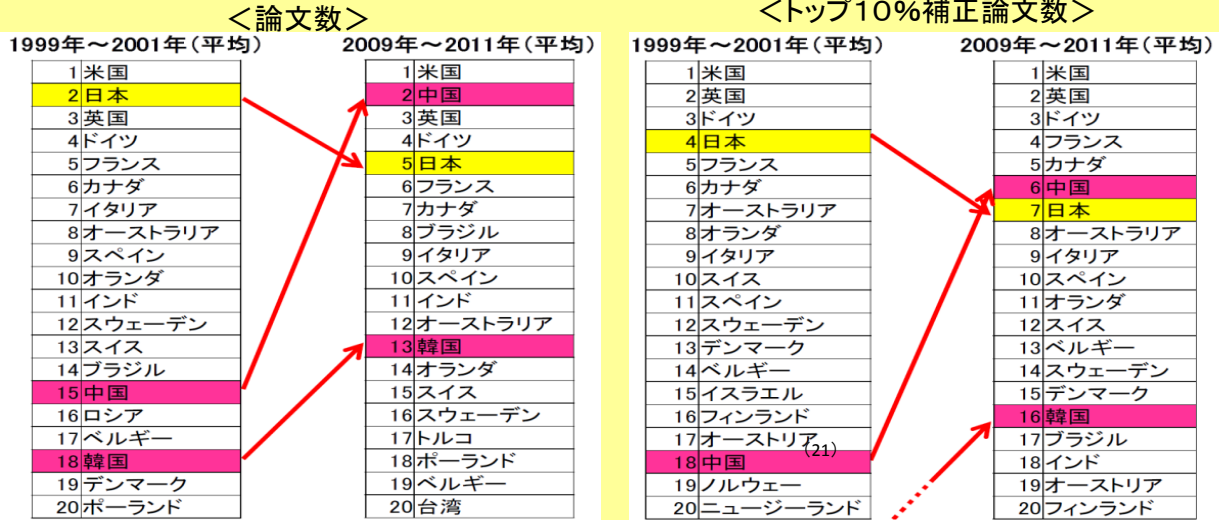 ＜論文数＞
1999年～2001年（平均）
1 米国
2 日本
3 英国
4 ドイツ
5 フランス
6 カナダ
7 イタリア
8 オーストラリア
9 スペイン
10 オランダ
11 インド
12 スウェーデン
13 スイス
14 ブラジル
15 中国
16 ロシア
17 ベルギー
18 韓国
19 デンマーク
20 ポーランド
2009年～2011年（平均）
1 米国
2 中国
3 英国
4 ドイツ
5 日本
6 フランス
7 カナダ
8 ブラジル
9 イタリア
10 スペイン
11 インド
12 オーストラリア
13 韓国
14 オランダ
15 スイス
16 スウェーデン
17 トルコ
18 ポーランド
19 ベルギー
20 台湾
＜トップ１０％補正論文数＞
1999年～2001年（平均）
1 米国
2 英国
3 ドイツ
4 日本
5 フランス
6 カナダ
7 オーストラリア
8 オランダ
9 イタリア
10 スイス
11 スペイン
12 スウェーデン
13 デンマーク
14 ベルギー
15 イスラエル
16 フィンランド
17 オーストリア
(21)
18 中国
19 ノルウェー
20 ニュージーランド
2009年～2011年（平均）
1 米国
2 英国
3 ドイツ
4 フランス
5 カナダ
6 中国
7 日本
8 オーストラリア
9 イタリア
10 スペイン
11 オランダ
12 スイス
13 ベルギー
14 スウェーデン
15 デンマーク
16 韓国
17 ブラジル
18 インド
19 オーストリア
20 フィンランド